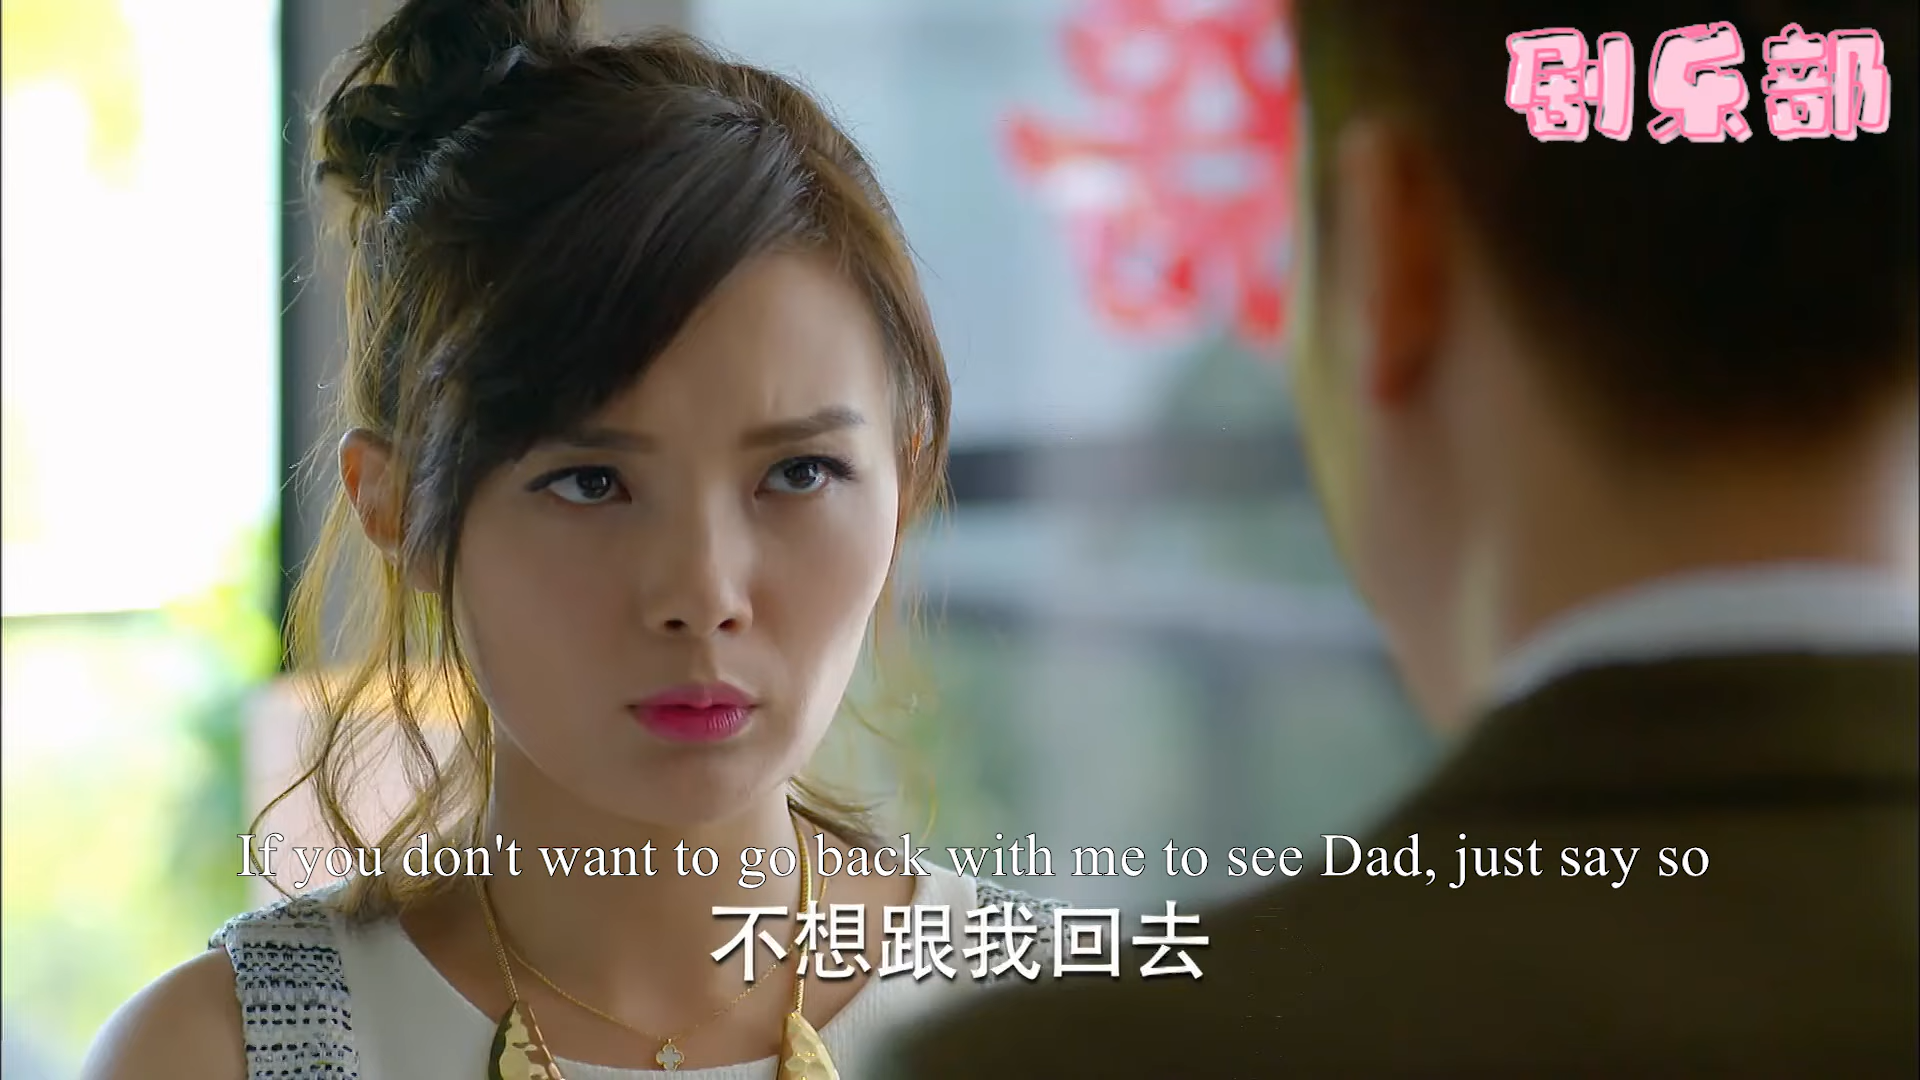 剧乐部
If you don't want to go back with me to see Dad, just say so
不想跟我回去